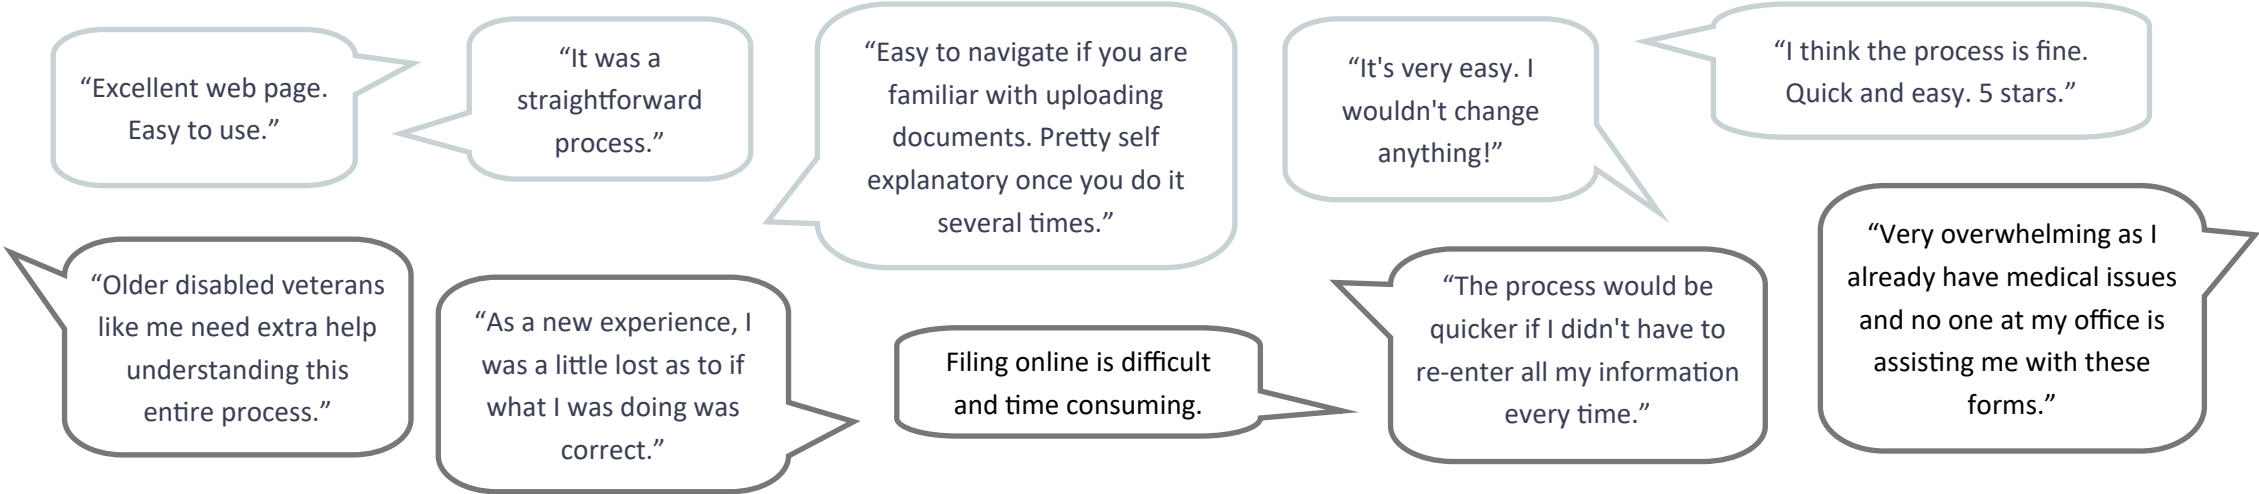 “Excellent web page.
Easy to use.”
“It was a
straightforward
process.”
“Easy to navigate if you are
familiar with uploading
documents. Pretty self
explanatory once you do it
several times.”
“It's very easy. I
wouldn't change
anything!”
“I think the process is fine.
Quick and easy. 5 stars.”
“Older disabled veterans
like me need extra help
understanding this
entire process.”
“As a new experience, I
was a little lost as to if
what I was doing was
correct.”
Filing online is difficult
and time consuming.
“The process would be
quicker if I didn't have to
re-enter all my information
every time.”
“Very overwhelming as I
already have medical issues
and no one at my office is
assisting me with these
forms.”